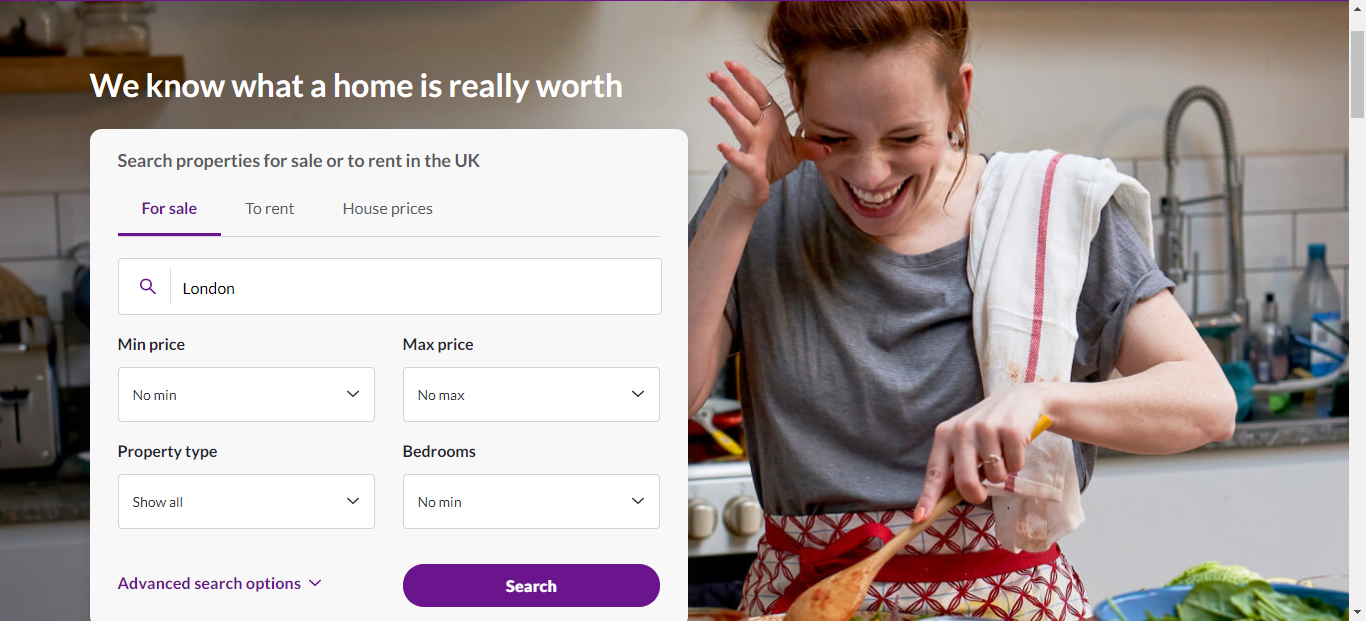 We know what a home is really worth
Search properties for sale or to rent in the UK
For sale To rent House prices
London
Min price Max price
No min No max
Property type Bedrooms
Show all No min
Advanced search options Search